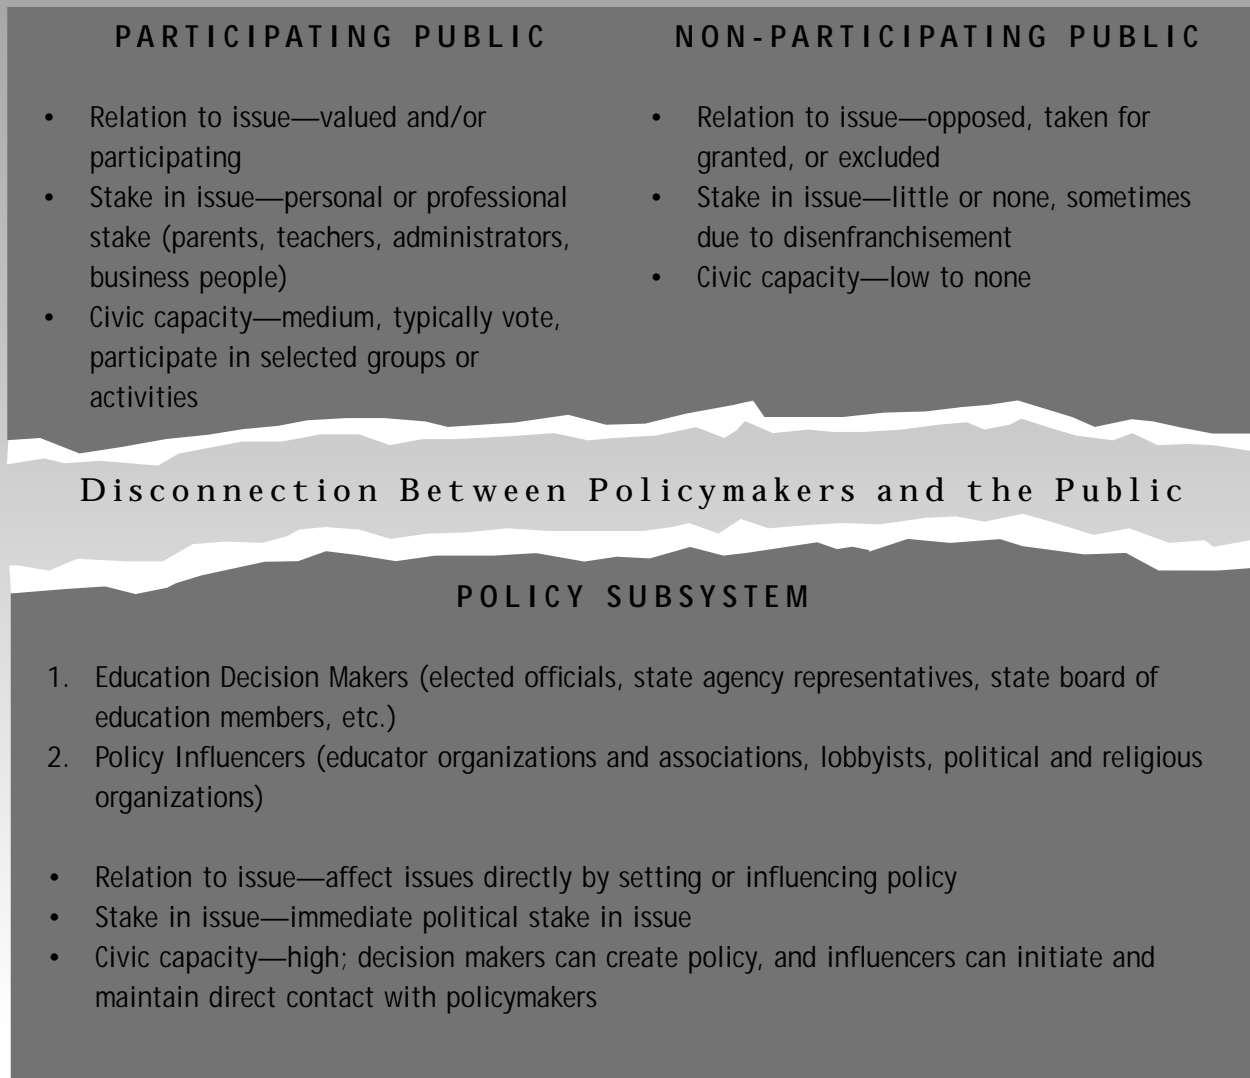 PARTICIPATING PUBLIC
• Relation to issue—valued and/or
participating
• Stake in issue—personal or professional
stake (parents, teachers, administrators,
business people)
• Civic capacity—medium, typically vote,
participate in selected groups or
activities
NON-PARTICIPATING PUBLIC
• Relation to issue—opposed, taken for
granted, or excluded
• Stake in issue—little or none, sometimes
due to disenfranchisement
• Civic capacity—low to none
Disconnection Between Policymakers and the Public
POLICY SUBSYSTEM
1. Education Decision Makers (elected officials, state agency representatives, state board of
education members, etc.)
2. Policy Influencers (educator organizations and associations, lobbyists, political and religious
organizations)
• Relation to issue—affect issues directly by setting or influencing policy
• Stake in issue—immediate political stake in issue
• Civic capacity—high; decision makers can create policy, and influencers can initiate and
maintain direct contact with policymakers